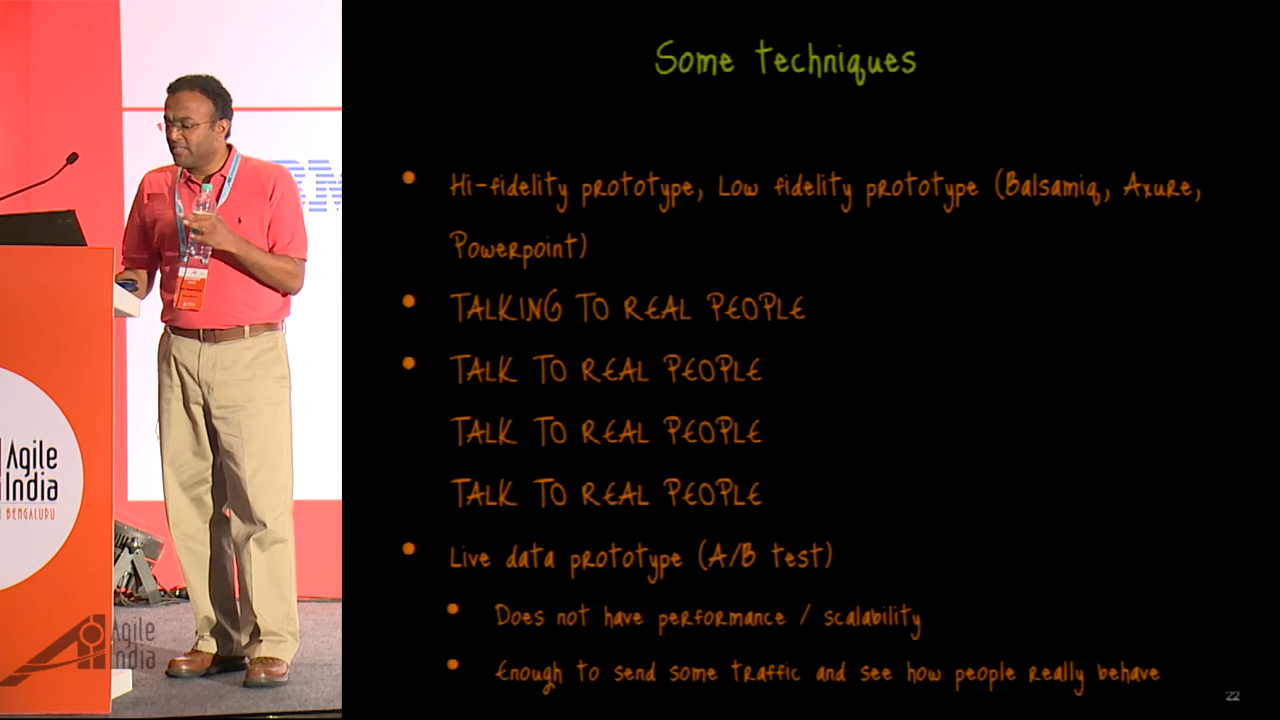 Some techniques
Hi-fidelity prototype, Low fidelity prototype (Balsamiq, Axure,
Powerpoint)
TALKING TO REAL PEOPLE
TALK TO REAL PEOPLE
TALK TO REAL PEOPLE
TALK TO REAL PEOPLE
Live data prototype (A/B test)
Does not have performance / scalability
Enough to send some traffic and see how people really behave
22
Agile
India
BENGALURU
Agile
India